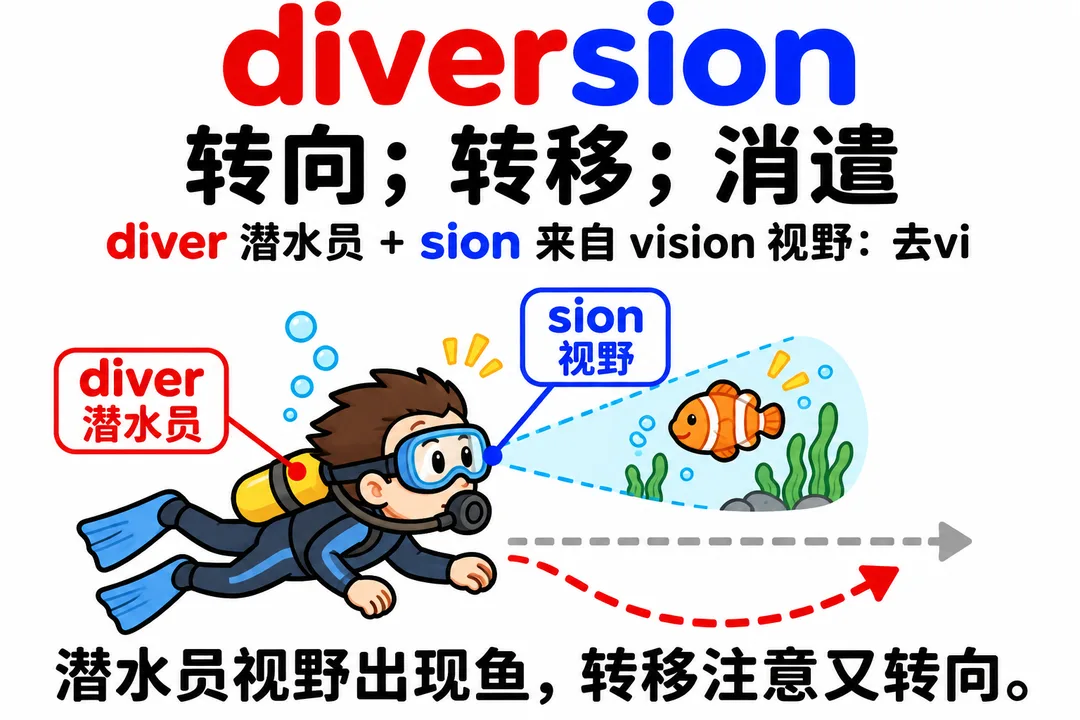 diversion
转向；转移；消遣
diver 潜水员 + sion 来自 vision 视野：去vi
sion
视野
diver
潜水员
潜水员视野出现鱼，转移注意又转向。